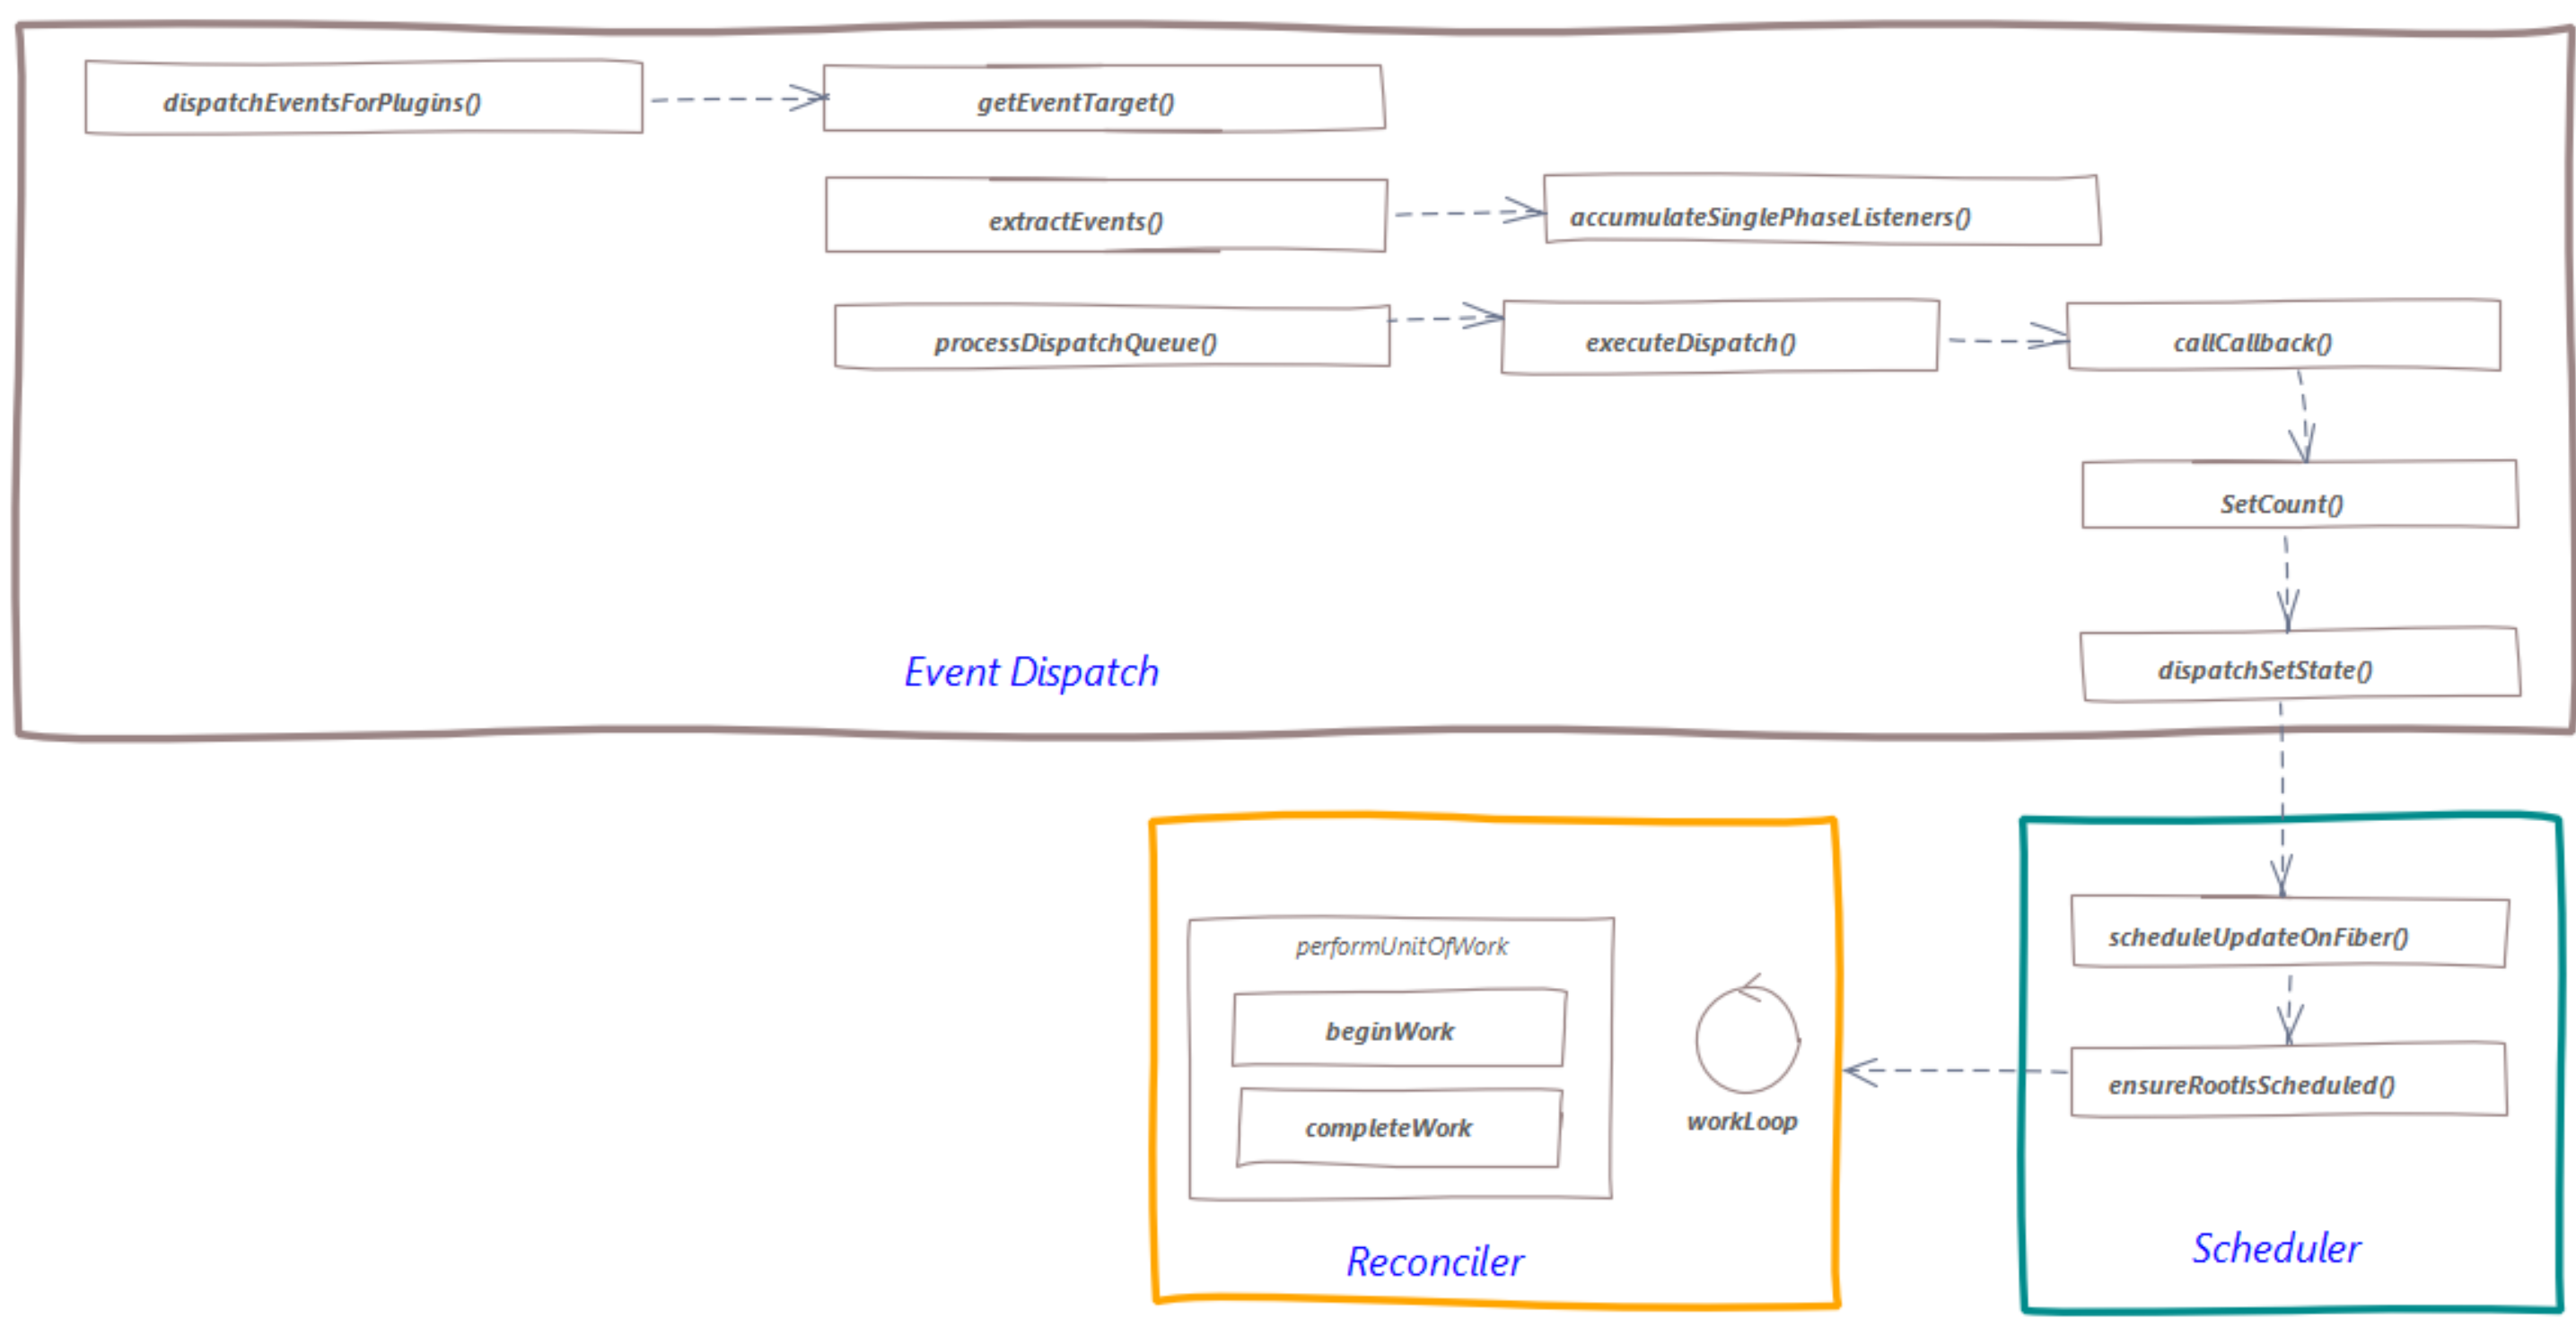 dispatchEventsForPlugins()
getEventTarget()
extractEvents()
accumulateSinglePhaseListeners()
processDispatchQueue()
executeDispatch()
callCallback()
SetCount()
dispatchSetState()
Event Dispatch
performUnitOfWork
beginWork
completeWork
workLoop
Reconciler
scheduleUpdateOnFiber()
ensureRootIsScheduled()
Scheduler